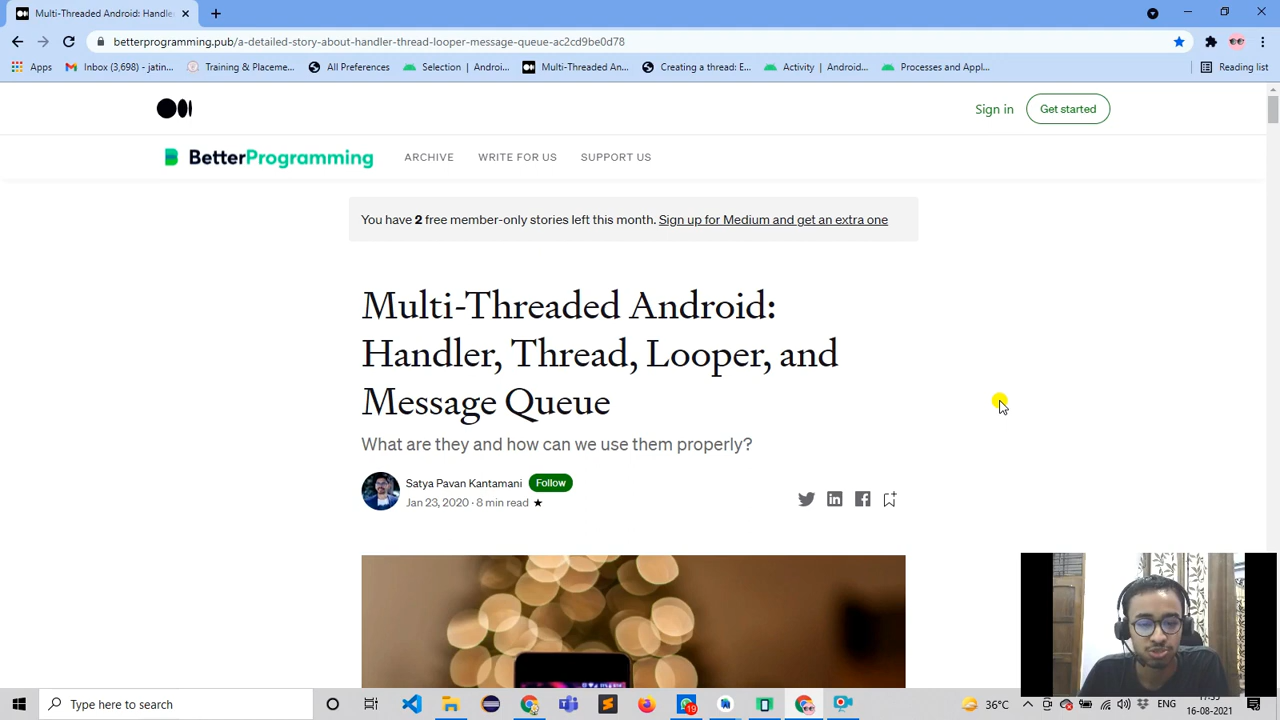 Multi-Threaded Android: Handle
betterprogramming.pub/a-detailed-story-about-handler-thread-looper-message-queue-ac2cd9be0d78
Apps
Inbox (3,698) - jatin...
Training & Placeme...
All Preferences
Selection | Androi...
Multi-Threaded An...
Creating a thread: E...
Activity | Android...
Processes and Appl...
Reading list
Sign in
Get started
BetterProgramming
ARCHIVE
WRITE FOR US
SUPPORT US
You have 2 free member-only stories left this month. Sign up for Medium and get an extra one
Multi-Threaded Android:
Handler, Thread, Looper, and
Message Queue
What are they and how can we use them properly?
Satya Pavan Kantamani
Follow
Jan 23, 2020 · 8 min read
Type here to search
19
36°C
ENG
16-08-2021